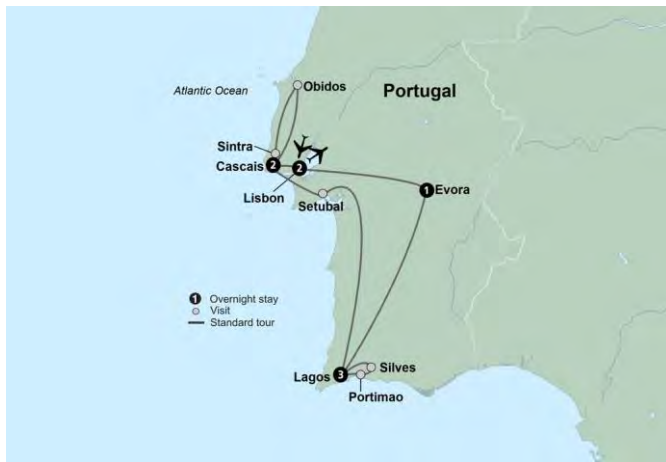 Obidos
Portugal
Atlantic Ocean
Sintra
Cascais
2
2
Lisbon
Setubal
1
Evora
1 Overnight stay
Visit
Standard tour
Lagos
3
Silves
Portimao